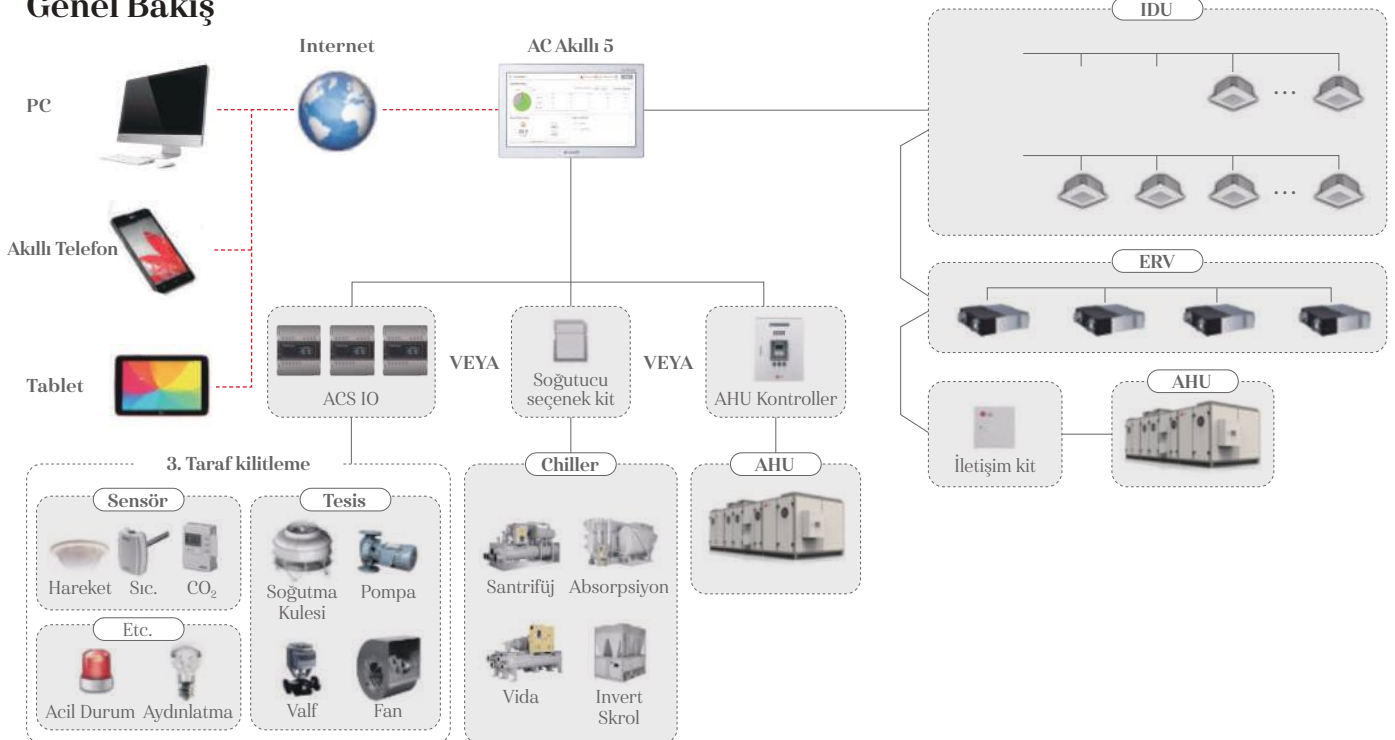 Genel Bakış
Internet
AC Akıllı 5
IDU
PC
Akıllı Telefon
ERV
Tablet
VEYA
VEYA
ACS IO
Soğutucu
seçenek kit
AHU Kontroller
AHU
İletişim kit
3. Taraf kilitleme
Sensör
Hareket
Sıc.
CO₂
Etc.
Acil Durum
Aydınlatma
Tesis
Soğutma
Kulesi
Pompa
Valf
Fan
Chiller
Santrifüj
Absorpsiyon
Vida
Invert
Skrol
AHU